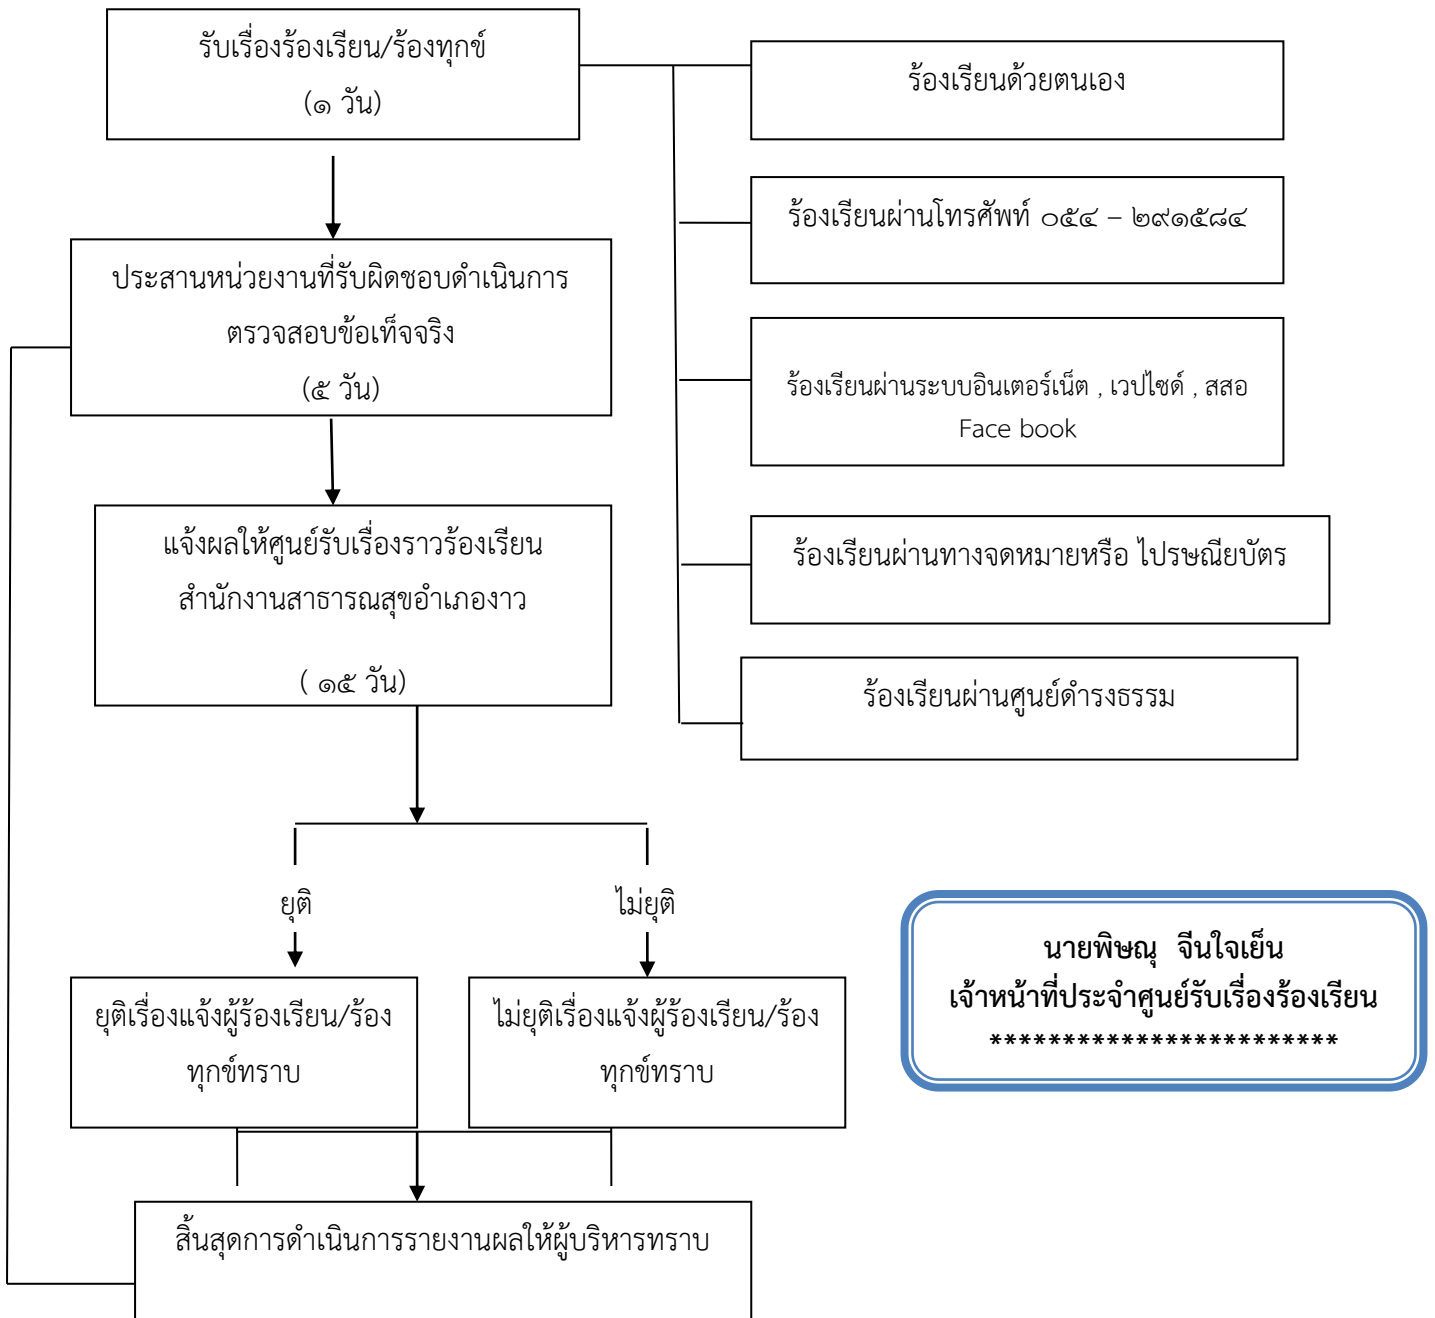 รับเรื่องร้องเรียน/ร้องทุกข์
(๑ วัน)
ร้องเรียนด้วยตนเอง
ร้องเรียนผ่านโทรศัพท์ ๐๕๔ – ๒๙๑๕๘๔
ประสานหน่วยงานที่รับผิดชอบดำเนินการ
ตรวจสอบข้อเท็จจริง
(๕ วัน)
ร้องเรียนผ่านระบบอินเตอร์เน็ต , เวปไซด์ , สสอ
Face book
แจ้งผลให้ศูนย์รับเรื่องราวร้องเรียน
สำนักงานสาธารณสุขอำเภองาว
( ๑๕ วัน)
ร้องเรียนผ่านทางจดหมายหรือ ไปรษณียบัตร
ร้องเรียนผ่านศูนย์ดำรงธรรม
ยุติ
ไม่ยุติ
ยุติเรื่องแจ้งผู้ร้องเรียน/ร้อง
ทุกข์ทราบ
ไม่ยุติเรื่องแจ้งผู้ร้องเรียน/ร้อง
ทุกข์ทราบ
นายพิษณุ จีนใจเย็น
เจ้าหน้าที่ประจำศูนย์รับเรื่องร้องเรียน
************************
สิ้นสุดการดำเนินการรายงานผลให้ผู้บริหารทราบ